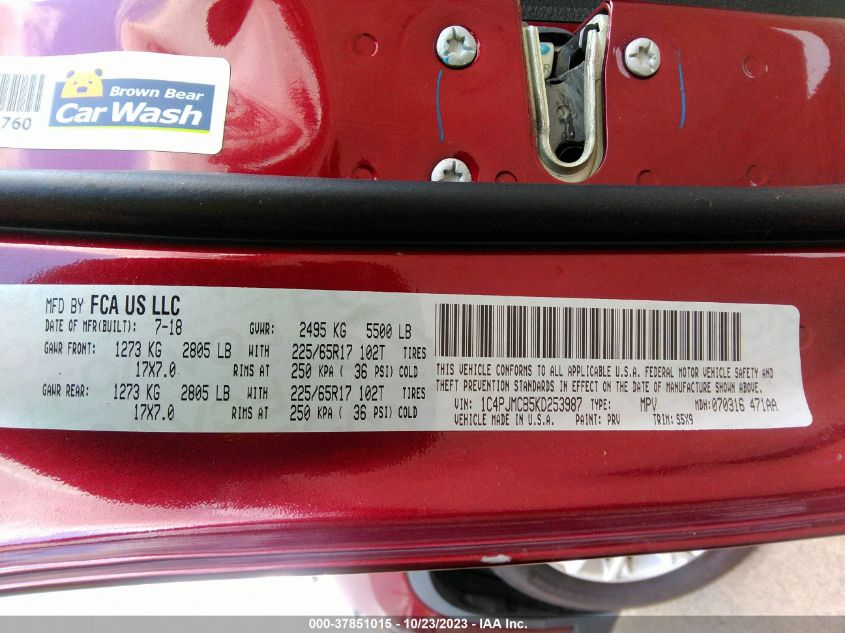 Brown Bear
Car Wash
760
MFD BY FCA US LLC
DATE OF MFR(BUILT): 7-18 GVWR: 2495 KG 5500 LB
GAWR FRONT: 1273 KG 2805 LB WITH 225/65R17 102T TIRES
17X7.0 RIMS AT 250 KPA ( 36 PSI) COLD
GAWR REAR: 1273 KG 2805 LB WITH 225/65R17 102T TIRES
17X7.0 RIMS AT 250 KPA ( 36 PSI) COLD
THIS VEHICLE CONFORMS TO ALL APPLICABLE U.S.A. FEDERAL MOTOR VEHICLE SAFETY AND
THEFT PREVENTION STANDARDS IN EFFECT ON THE DATE OF MANUFACTURE SHOWN ABOVE.
VIN: 1C4PJMCB5KD253987 TYPE: MPV MDH: 070316 471AA
VEHICLE MADE IN U.S.A. PAINT: PRV TRIM: S5X9
000-37851015 - 10/23/2023 - IAA Inc.